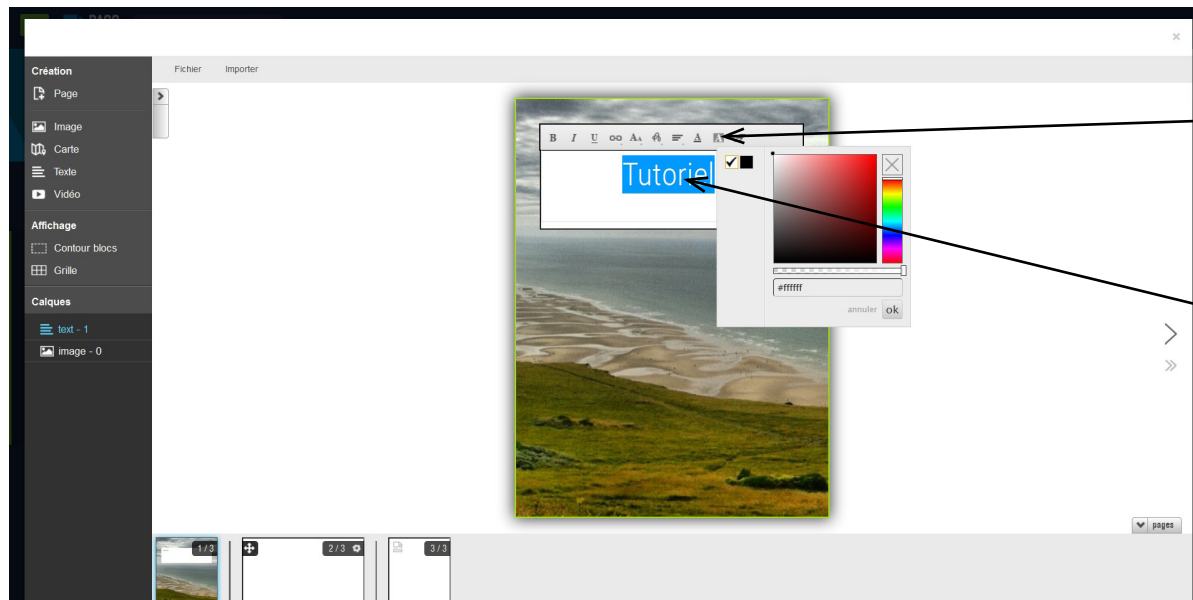 ×
Fichier Importer
Création
Page
Image
Carte
Texte
Vidéo
Affichage
Contour blocs
Grille
Calques
text - 1
image - 0
B I U A
Tutoriel
#ffffff
annuler ok
pages
1/3 2/3 3/3